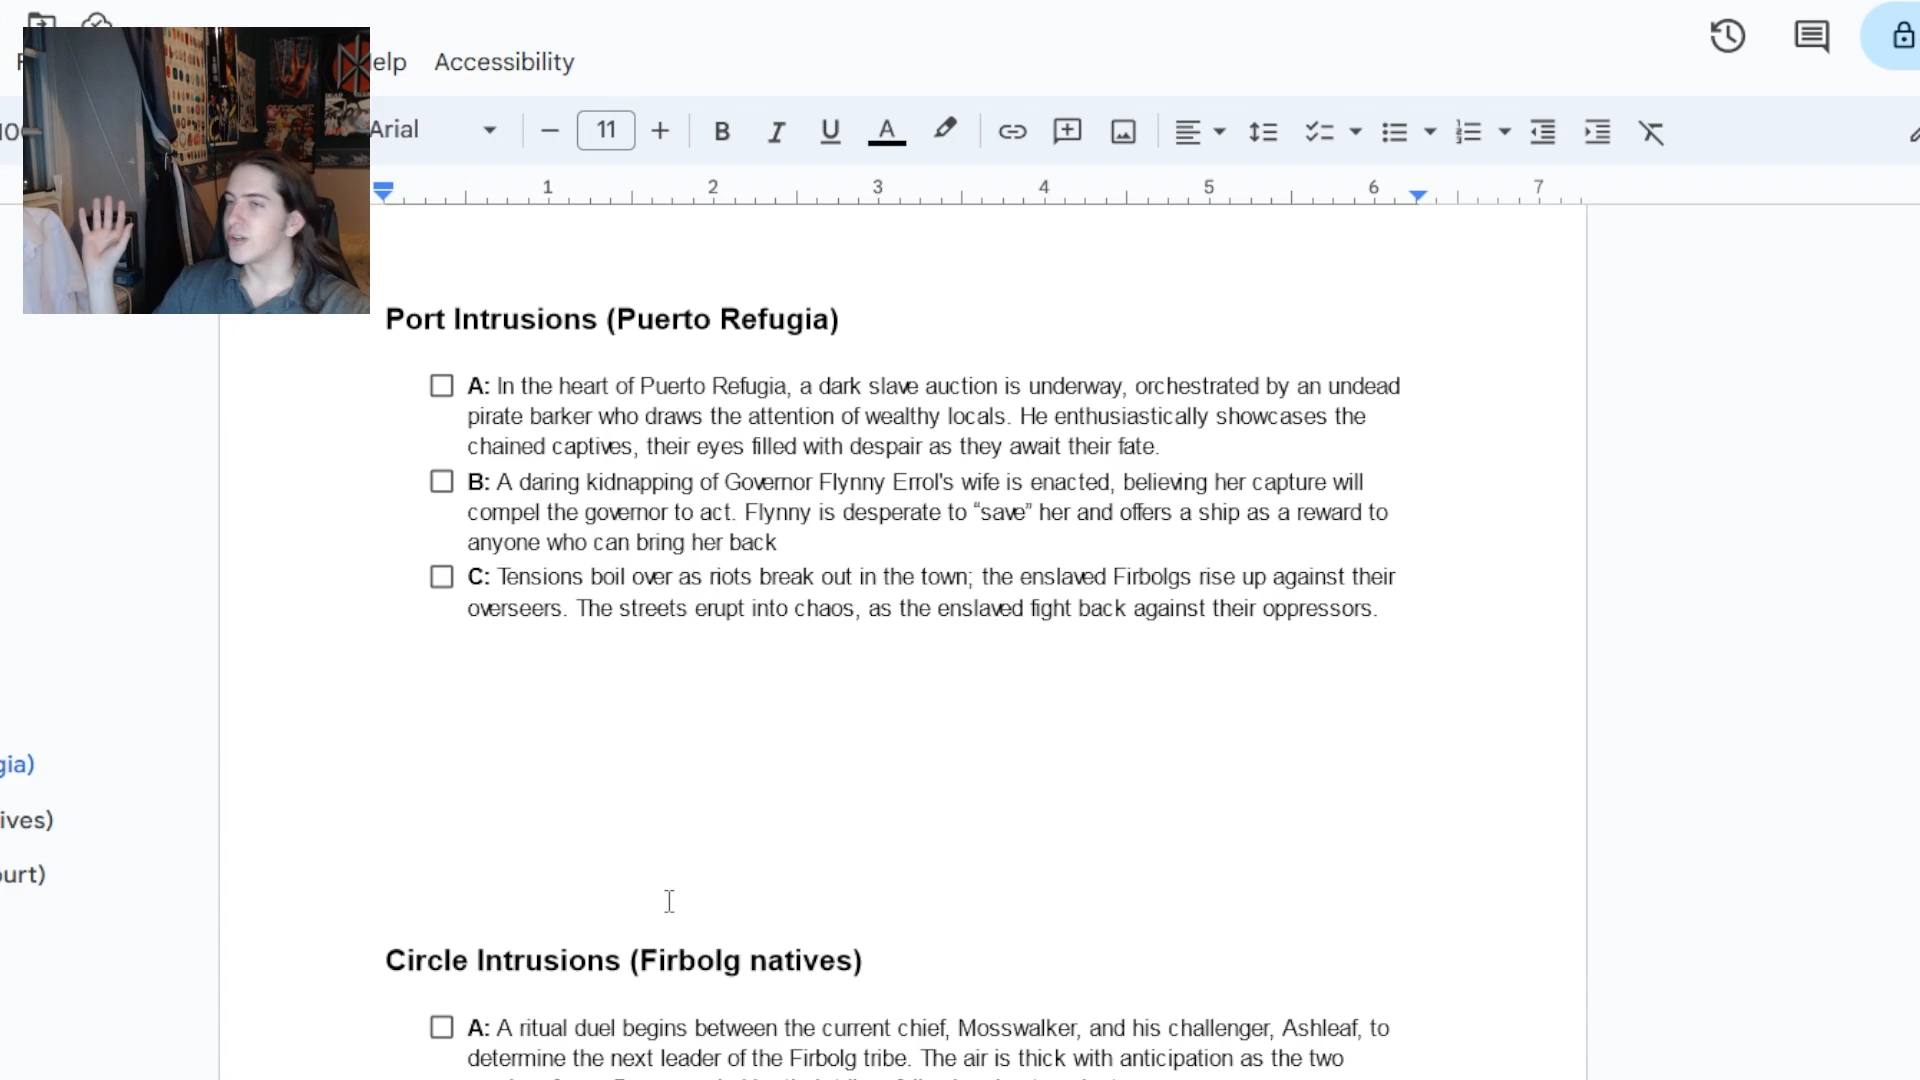 elp Accessibility
Arial 11
1 2 3 4 5 6 7
Port Intrusions (Puerto Refugia)
A: In the heart of Puerto Refugia, a dark slave auction is underway, orchestrated by an undead
pirate barker who draws the attention of wealthy locals. He enthusiastically showcases the
chained captives, their eyes filled with despair as they await their fate.
B: A daring kidnapping of Governor Flynny Errol's wife is enacted, believing her capture will
compel the governor to act. Flynny is desperate to “save” her and offers a ship as a reward to
anyone who can bring her back
C: Tensions boil over as riots break out in the town; the enslaved Firbolgs rise up against their
overseers. The streets erupt into chaos, as the enslaved fight back against their oppressors.
gia)
ives)
ourt)
Circle Intrusions (Firbolg natives)
A: A ritual duel begins between the current chief, Mosswalker, and his challenger, Ashleaf, to
determine the next leader of the Firbolg tribe. The air is thick with anticipation as the two